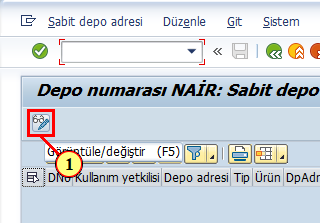 Sabit depo adresi Düzenle Git Sistem
Depo numarası NAİR: Sabit depo
Görüntüle/değiştir (F5)
1
DNo Kullanım yetkilisi Depo adresi Tip Ürün DpAdr